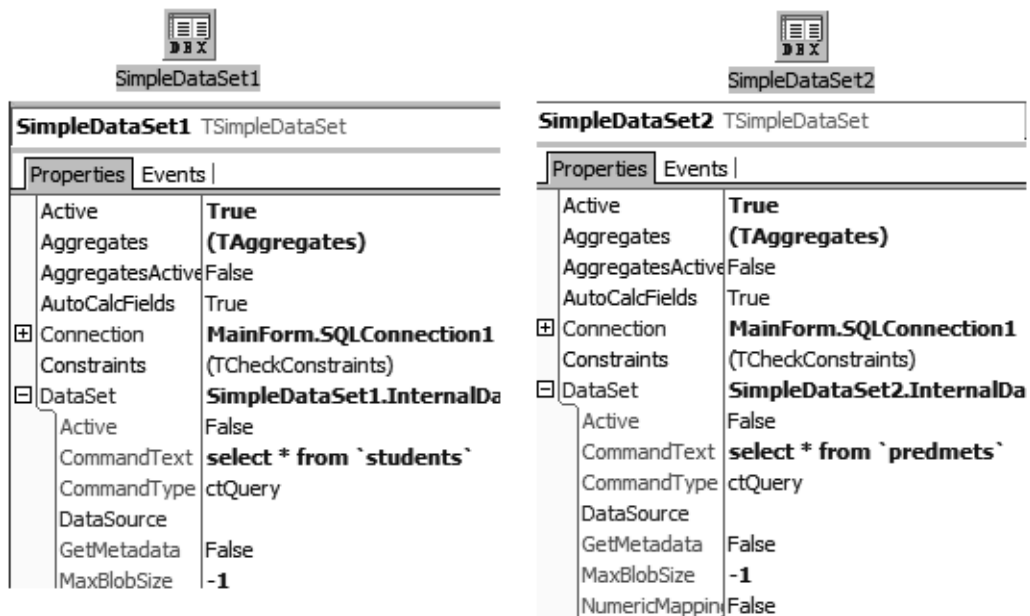 DBX
SimpleDataSet1
SimpleDataSet1 TSimpleDataSet
Properties Events
Active True
Aggregates (TAggregates)
AggregatesActive False
AutoCalcFields True
Connection MainForm.SQLConnection1
Constraints (TCheckConstraints)
DataSet SimpleDataSet1.InternalDa
Active False
CommandText select * from `students`
CommandType ctQuery
DataSource
GetMetadata False
MaxBlobSize -1
DBX
SimpleDataSet2
SimpleDataSet2 TSimpleDataSet
Properties Events
Active True
Aggregates (TAggregates)
AggregatesActive False
AutoCalcFields True
Connection MainForm.SQLConnection1
Constraints (TCheckConstraints)
DataSet SimpleDataSet2.InternalDa
Active False
CommandText select * from `predmets`
CommandType ctQuery
DataSource
GetMetadata False
MaxBlobSize -1
NumericMappin False